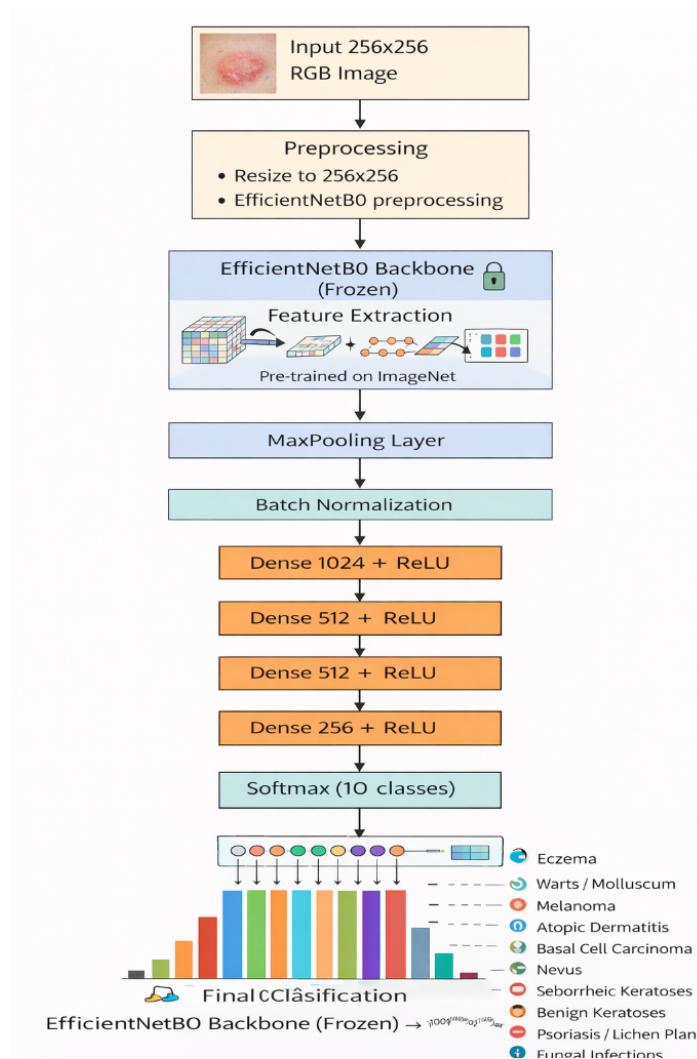 Input 256x256
RGB Image
Preprocessing
• Resize to 256x256
• EfficientNetB0 preprocessing
EfficientNetB0 Backbone
(Frozen)
Feature Extraction
Pre-trained on ImageNet
MaxPooling Layer
Batch Normalization
Dense 1024 + ReLU
Dense 512 + ReLU
Dense 512 + ReLU
Dense 256 + ReLU
Softmax (10 classes)
Eczema
Warts / Molluscum
Melanoma
Atopic Dermatitis
Basal Cell Carcinoma
Nevus
Seborrheic Keratoses
Benign Keratoses
Psoriasis / Lichen Plan
Fungal Infections
Final
EfficientNetBO Backbone (Frozen) →